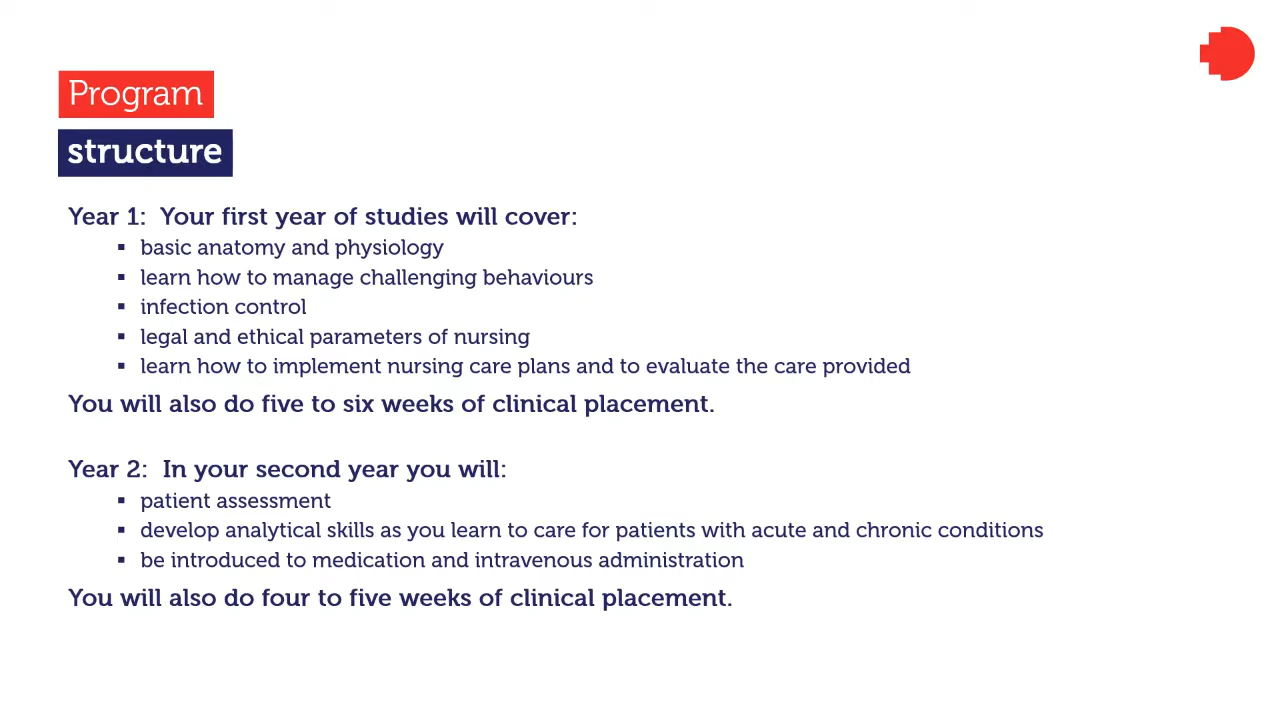 Program
structure
Year 1:  Your first year of studies will cover:
▪ basic anatomy and physiology
▪ learn how to manage challenging behaviours
▪ infection control
▪ legal and ethical parameters of nursing
▪ learn how to implement nursing care plans and to evaluate the care provided
You will also do five to six weeks of clinical placement.
Year 2:  In your second year you will:
▪ patient assessment
▪ develop analytical skills as you learn to care for patients with acute and chronic conditions
▪ be introduced to medication and intravenous administration
You will also do four to five weeks of clinical placement.